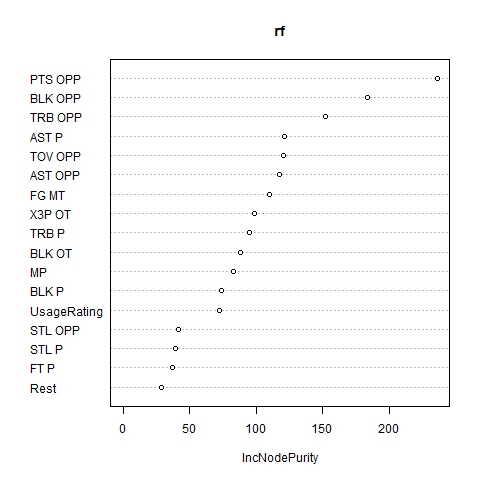 rf
PTS OPP
BLK OPP
TRB OPP
AST P
TOV OPP
AST OPP
FG MT
X3P OT
TRB P
BLK OT
MP
BLK P
UsageRating
STL OPP
STL P
FT P
Rest
0 50 100 150 200
IncNodePurity